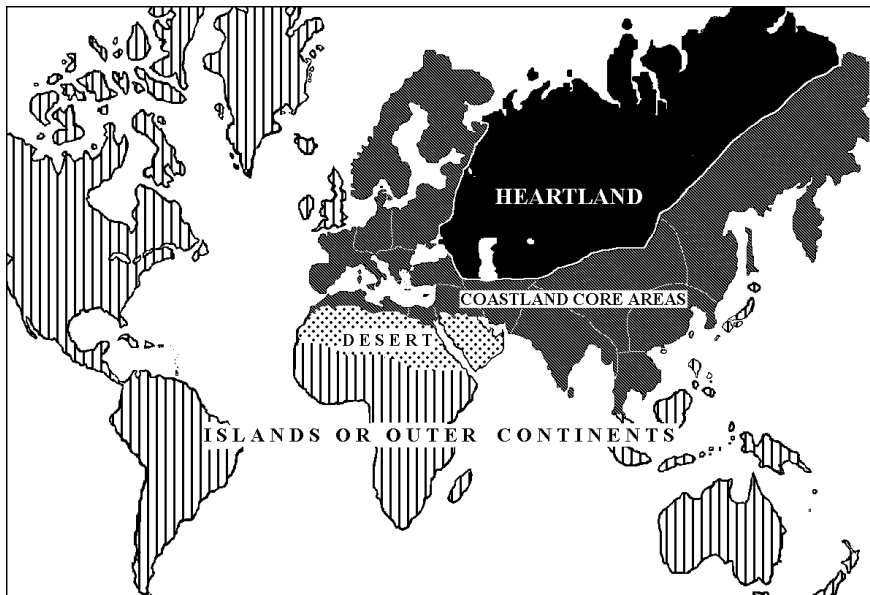 HEARTLAND
COASTLAND CORE AREAS
DESERT
ISLANDS OR OUTER CONTINENTS